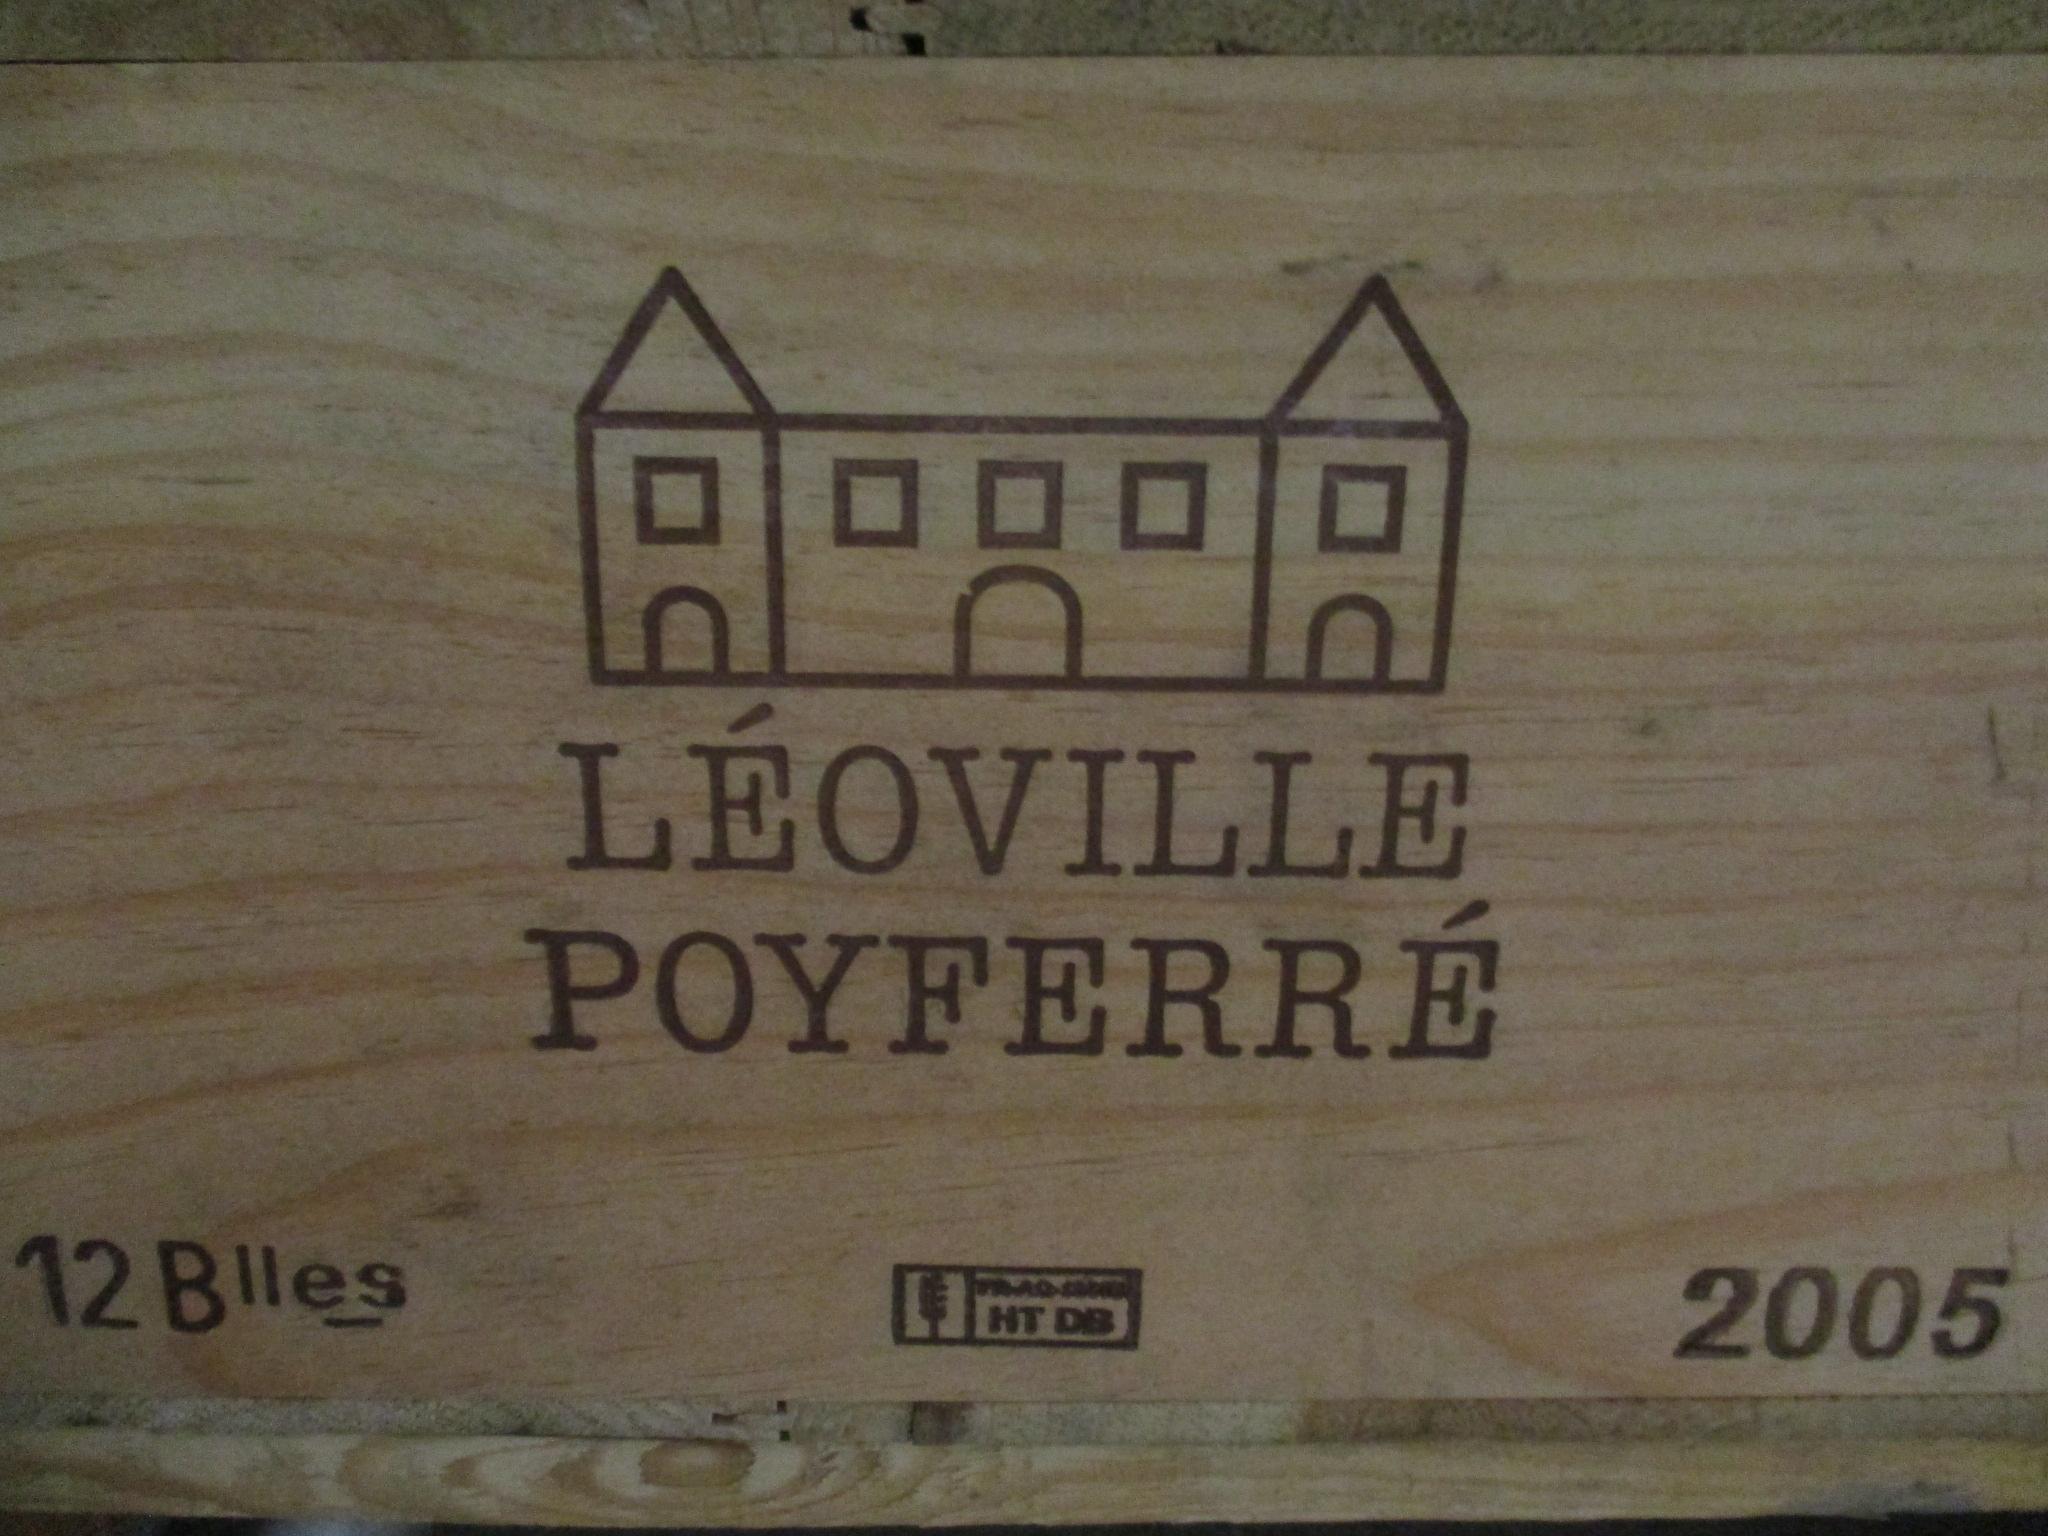 LÉOVILLE
POYFERRÉ
12 Blles
HT DB
2005